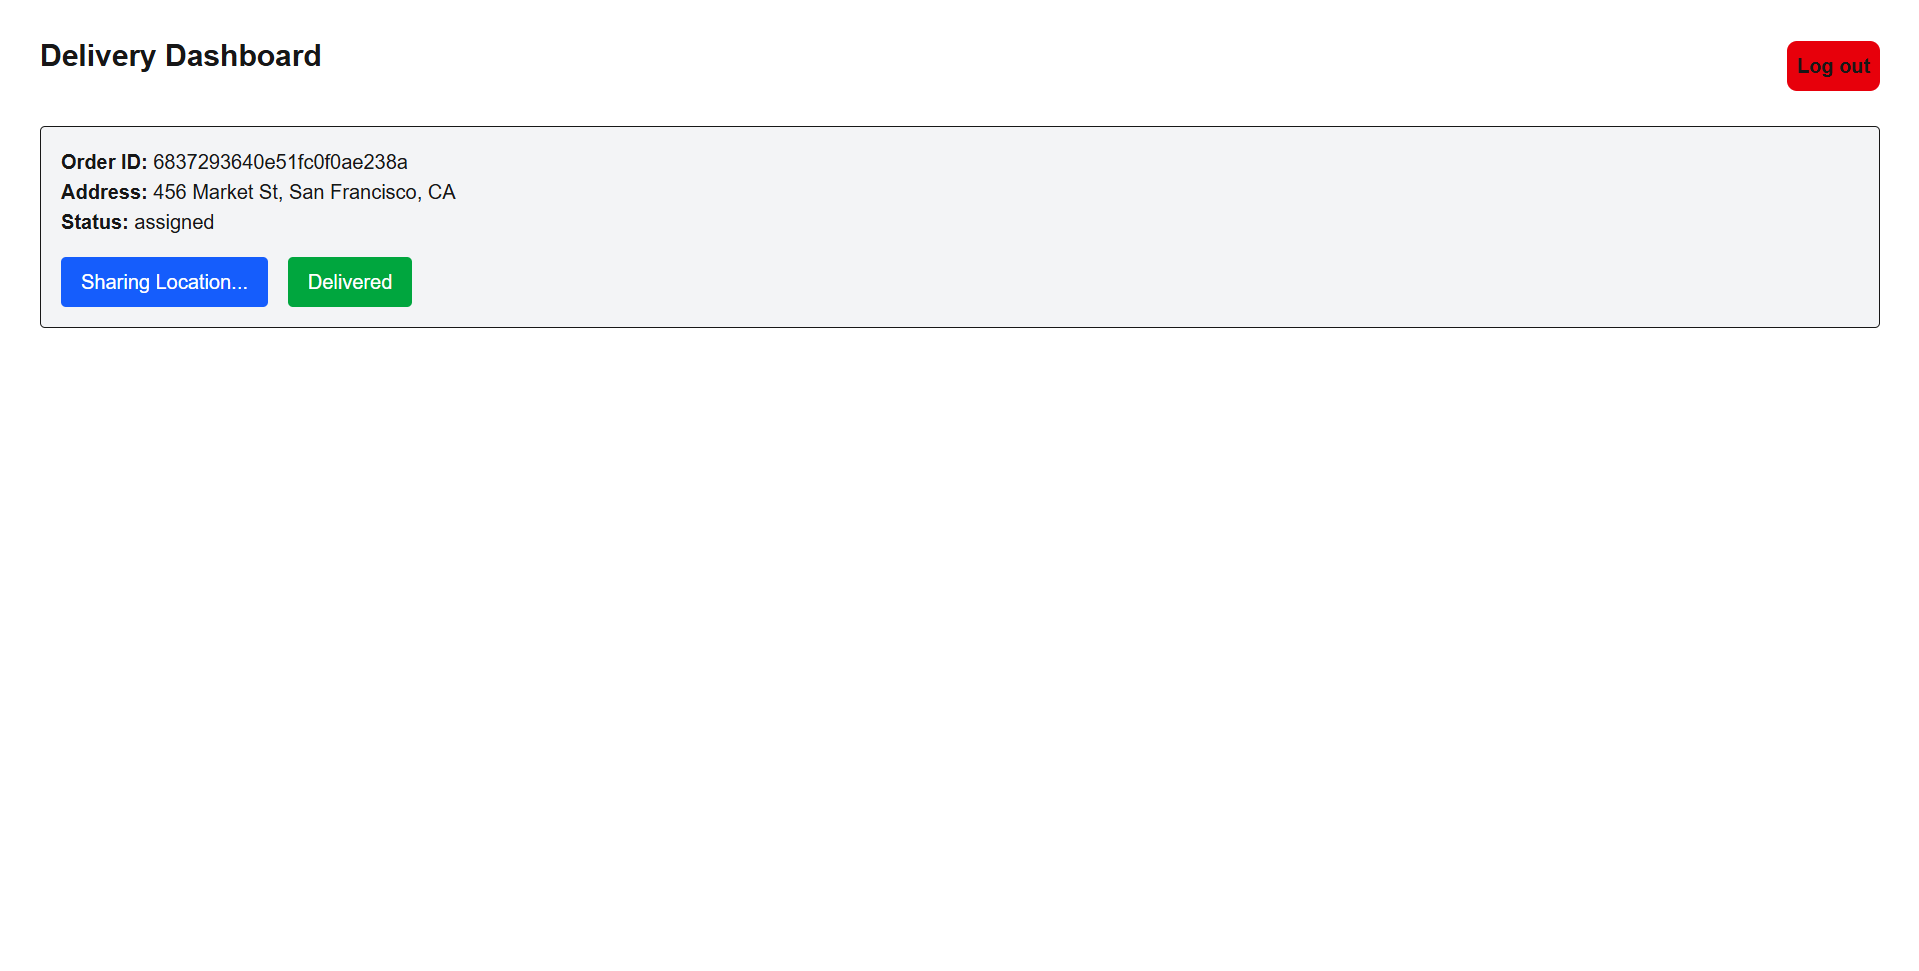 Delivery Dashboard
Log out
Order ID: 6837293640e51fc0f0ae238a
Address: 456 Market St, San Francisco, CA
Status: assigned
Sharing Location... Delivered